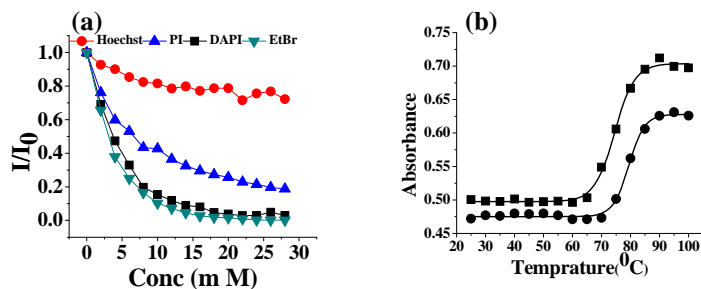 (a)
Hoechst PI DAPI EtBr
1.0
0.8
0.6
0.4
0.2
0.0
I/I0
0 5 10 15 20 25 30
Conc (m M)
(b)
0.75
0.70
0.65
0.60
0.55
0.50
0.45
Absorbance
20 30 40 50 60 70 80 90 100
Temprature(0C)